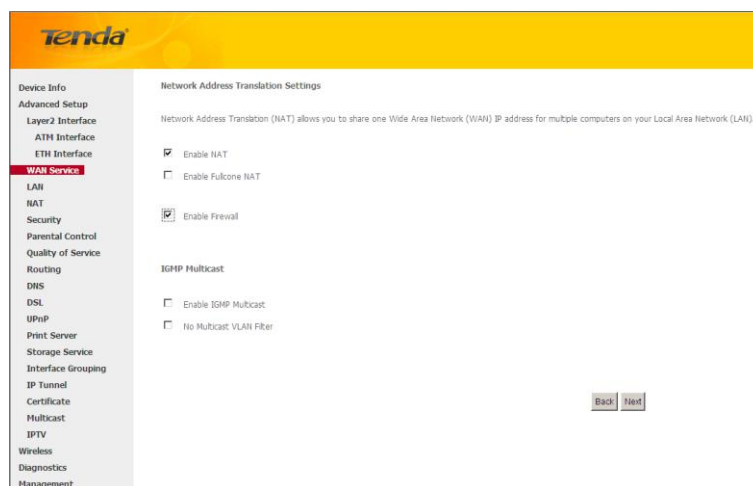 Tenda
Device Info
Advanced Setup
Layer2 Interface
ATM Interface
ETH Interface
WAN Service
LAN
NAT
Security
Parental Control
Quality of Service
Routing
DNS
DSL
UPnP
Print Server
Storage Service
Interface Grouping
IP Tunnel
Certificate
Multicast
IPTV
Wireless
Diagnostics
Management
Network Address Translation Settings
Network Address Translation (NAT) allows you to share one Wide Area Network (WAN) IP address for multiple computers on your Local Area Network (LAN).
Enable NAT
Enable Fullcone NAT
Enable Firewall
IGMP Multicast
Enable IGMP Multicast
No Multicast VLAN Filter
Back Next